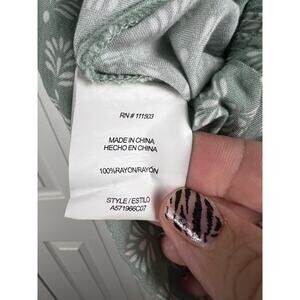 RN # 111503
MADE IN CHINA
HECHO EN CHINA
100%RAYON/RAYÓN
STYLE / ESTILO
A571966C07